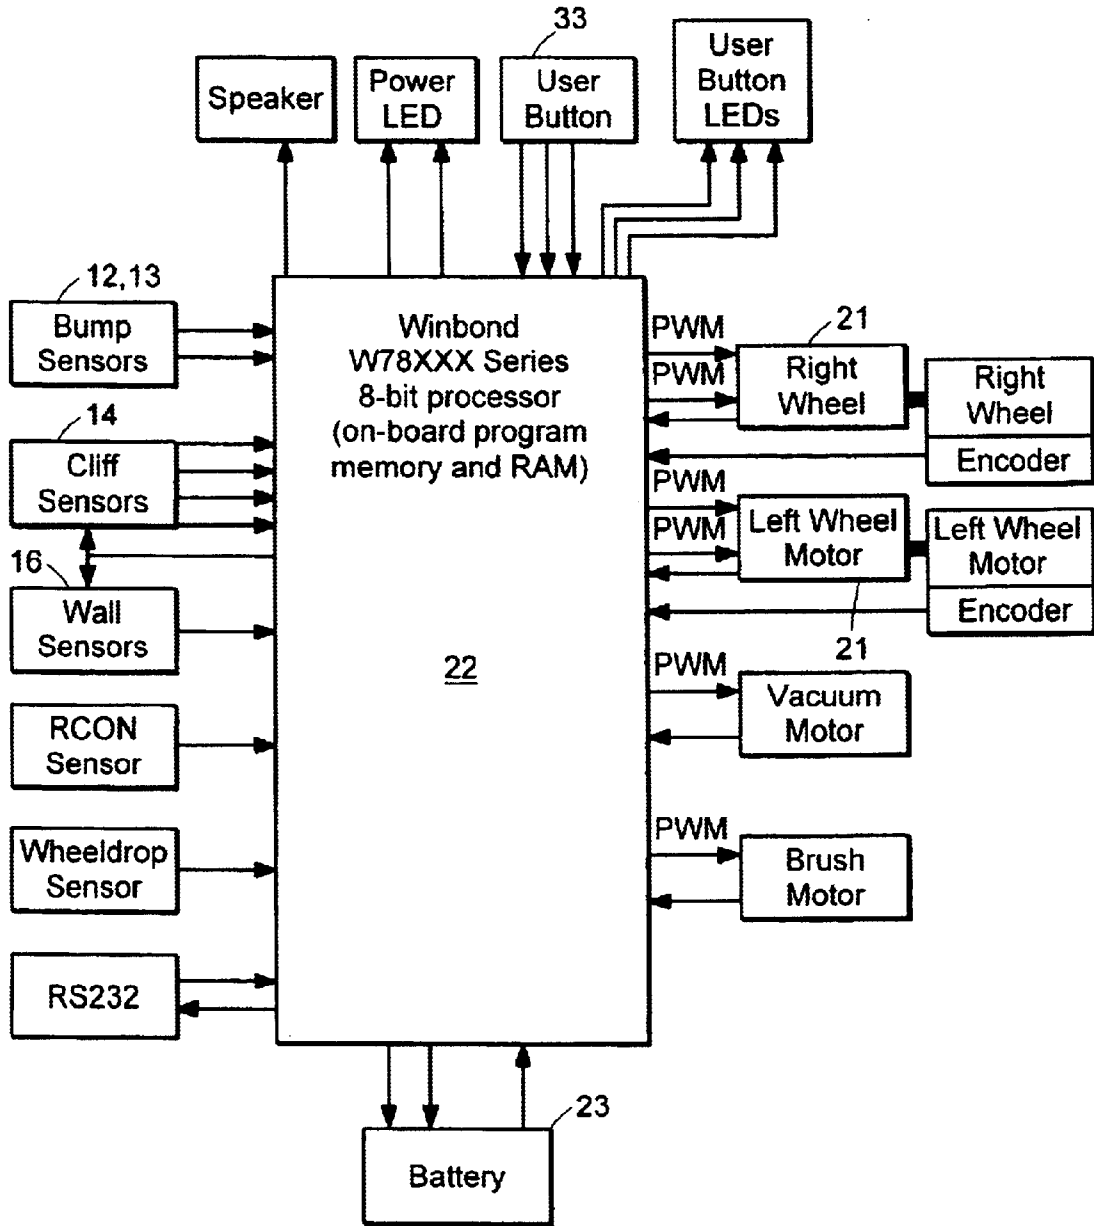 33
Speaker
Power
LED
User
Button
User
Button
LEDs
12,13
Bump
Sensors
14
Cliff
Sensors
16
Wall
Sensors
RCON
Sensor
Wheeldrop
Sensor
RS232
Winbond
W78XXX Series
8-bit processor
(on-board program
memory and RAM)
22
PWM
PWM
21
Right
Wheel
Right
Wheel
Encoder
PWM
PWM
Left Wheel
Motor
21
Left Wheel
Motor
Encoder
PWM
Vacuum
Motor
PWM
Brush
Motor
23
Battery